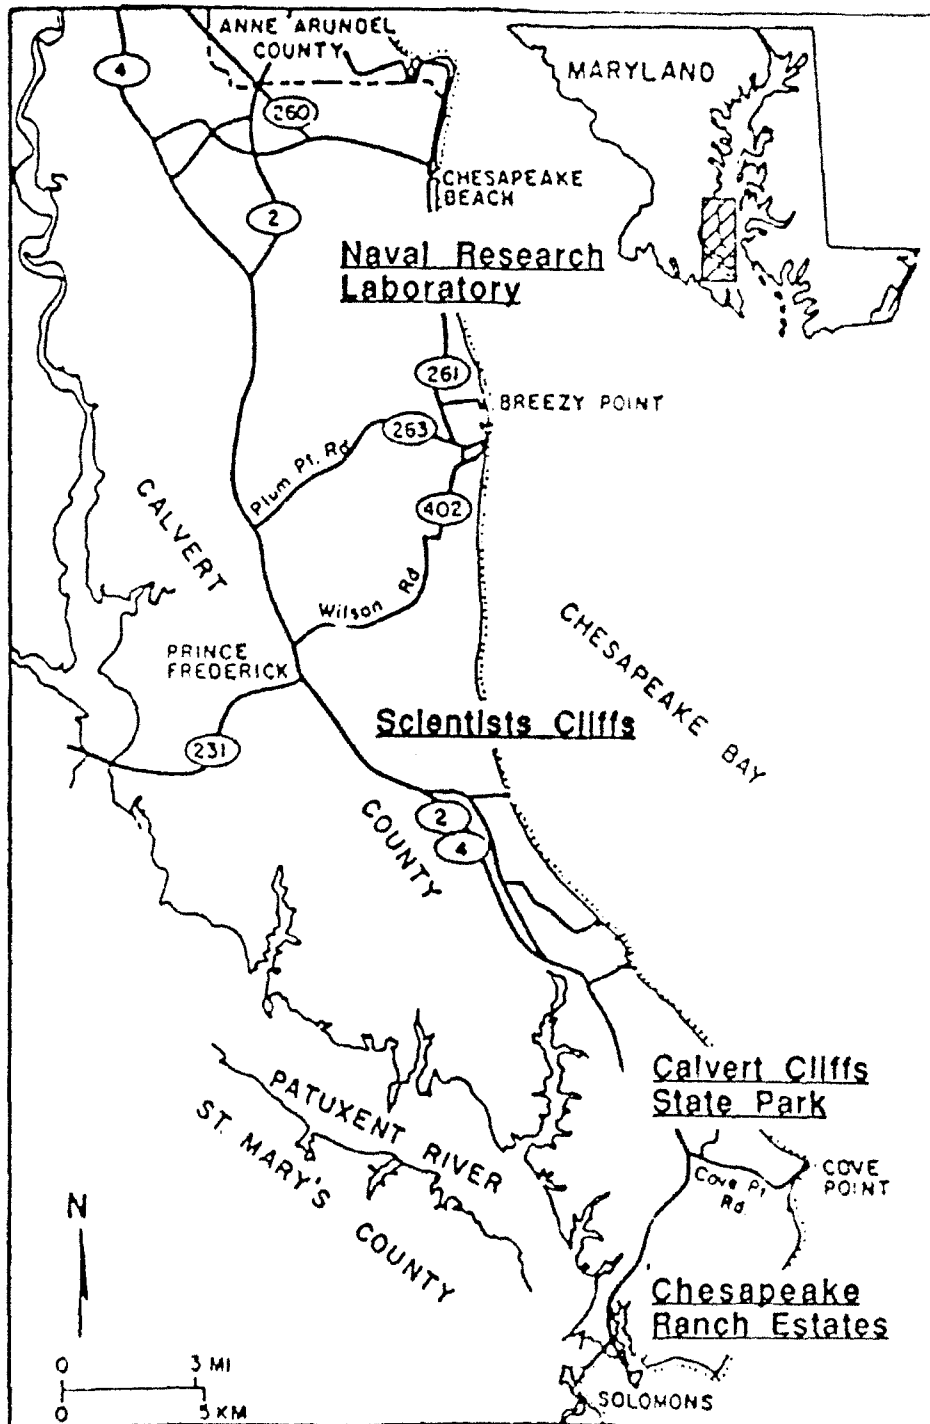 ANNE ARUNDEL
COUNTY
MARYLAND
4
260
CHESAPEAKE
BEACH
2
Naval Research
Laboratory
261
BREEZY POINT
263
Plum Pt. Rd
402
CALVERT
Wilson Rd
CHESAPEAKE BAY
PRINCE
FREDERICK
Scientists Cliffs
231
2
4
COUNTY
Calvert Cliffs
State Park
PATUXENT RIVER
ST. MARY'S COUNTY
COVE
POINT
Cove Pt.
Rd.
N
Chesapeake
Ranch Estates
0 3 MI
0 5 KM
SOLOMONS